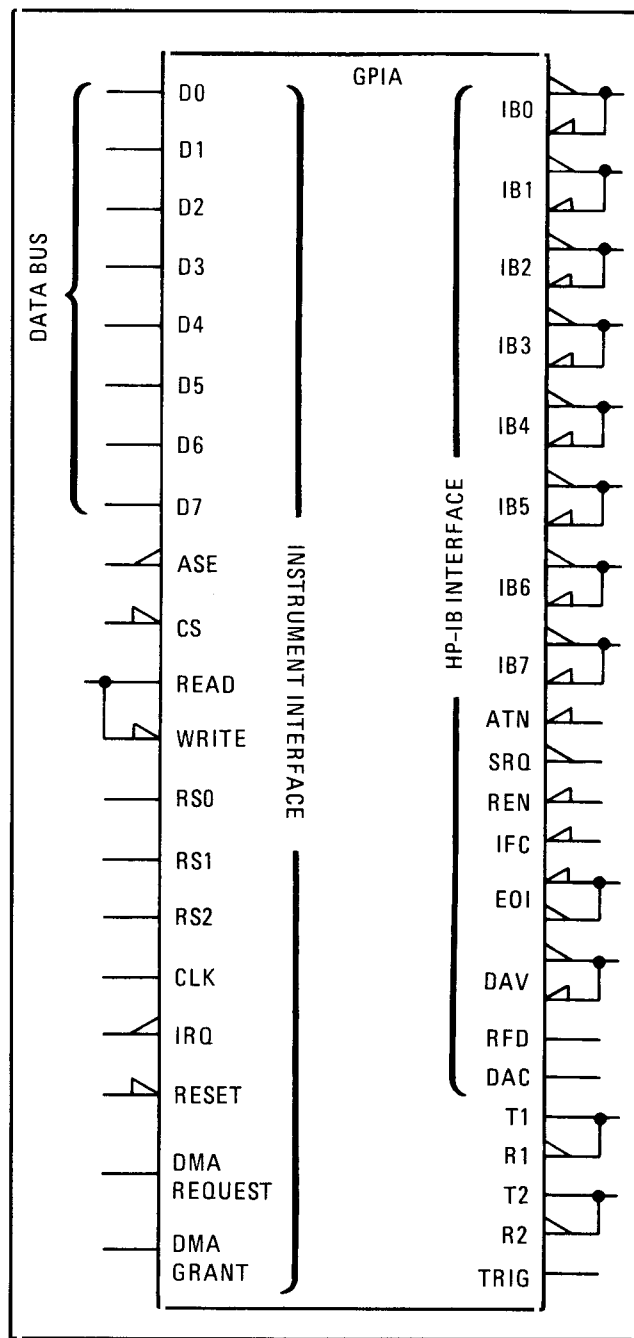 GPIA
DATA BUS
D0
D1
D2
D3
D4
D5
D6
D7
ASE
CS
READ
WRITE
RS0
RS1
RS2
CLK
IRQ
RESET
DMA
REQUEST
DMA
GRANT
INSTRUMENT INTERFACE
HP-IB INTERFACE
IB0
IB1
IB2
IB3
IB4
IB5
IB6
IB7
ATN
SRQ
REN
IFC
EOI
DAV
RFD
DAC
T1
R1
T2
R2
TRIG